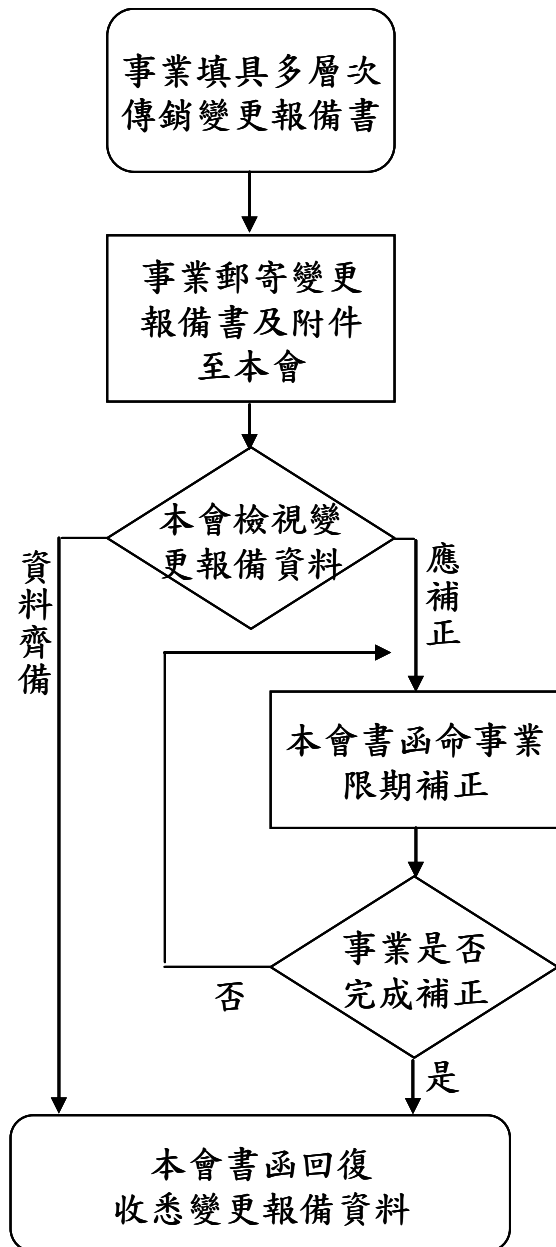 事業填具多層次
傳銷變更報備書
事業郵寄變更
報備書及附件
至本會
本會檢視變
更報備資料
資料齊備
應補正
本會書函命事業
限期補正
事業是否
完成補正
否
是
本會書函回復
收悉變更報備資料